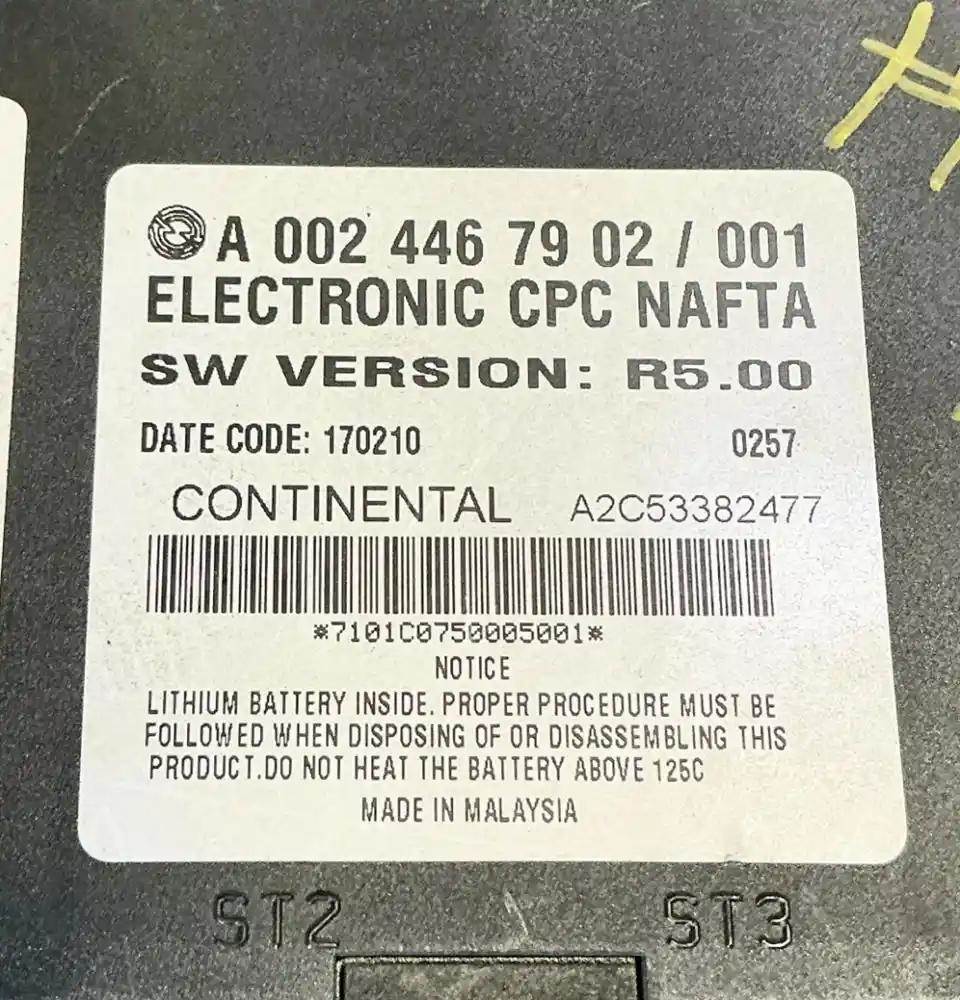 A 002 446 79 02 / 001
ELECTRONIC CPC NAFTA
SW VERSION: R5.00
DATE CODE: 170210 0257
CONTINENTAL A2C53382477
*7101C0750005001*
NOTICE
LITHIUM BATTERY INSIDE. PROPER PROCEDURE MUST BE
FOLLOWED WHEN DISPOSING OF OR DISASSEMBLING THIS
PRODUCT.DO NOT HEAT THE BATTERY ABOVE 125C
MADE IN MALAYSIA
ST2 ST3